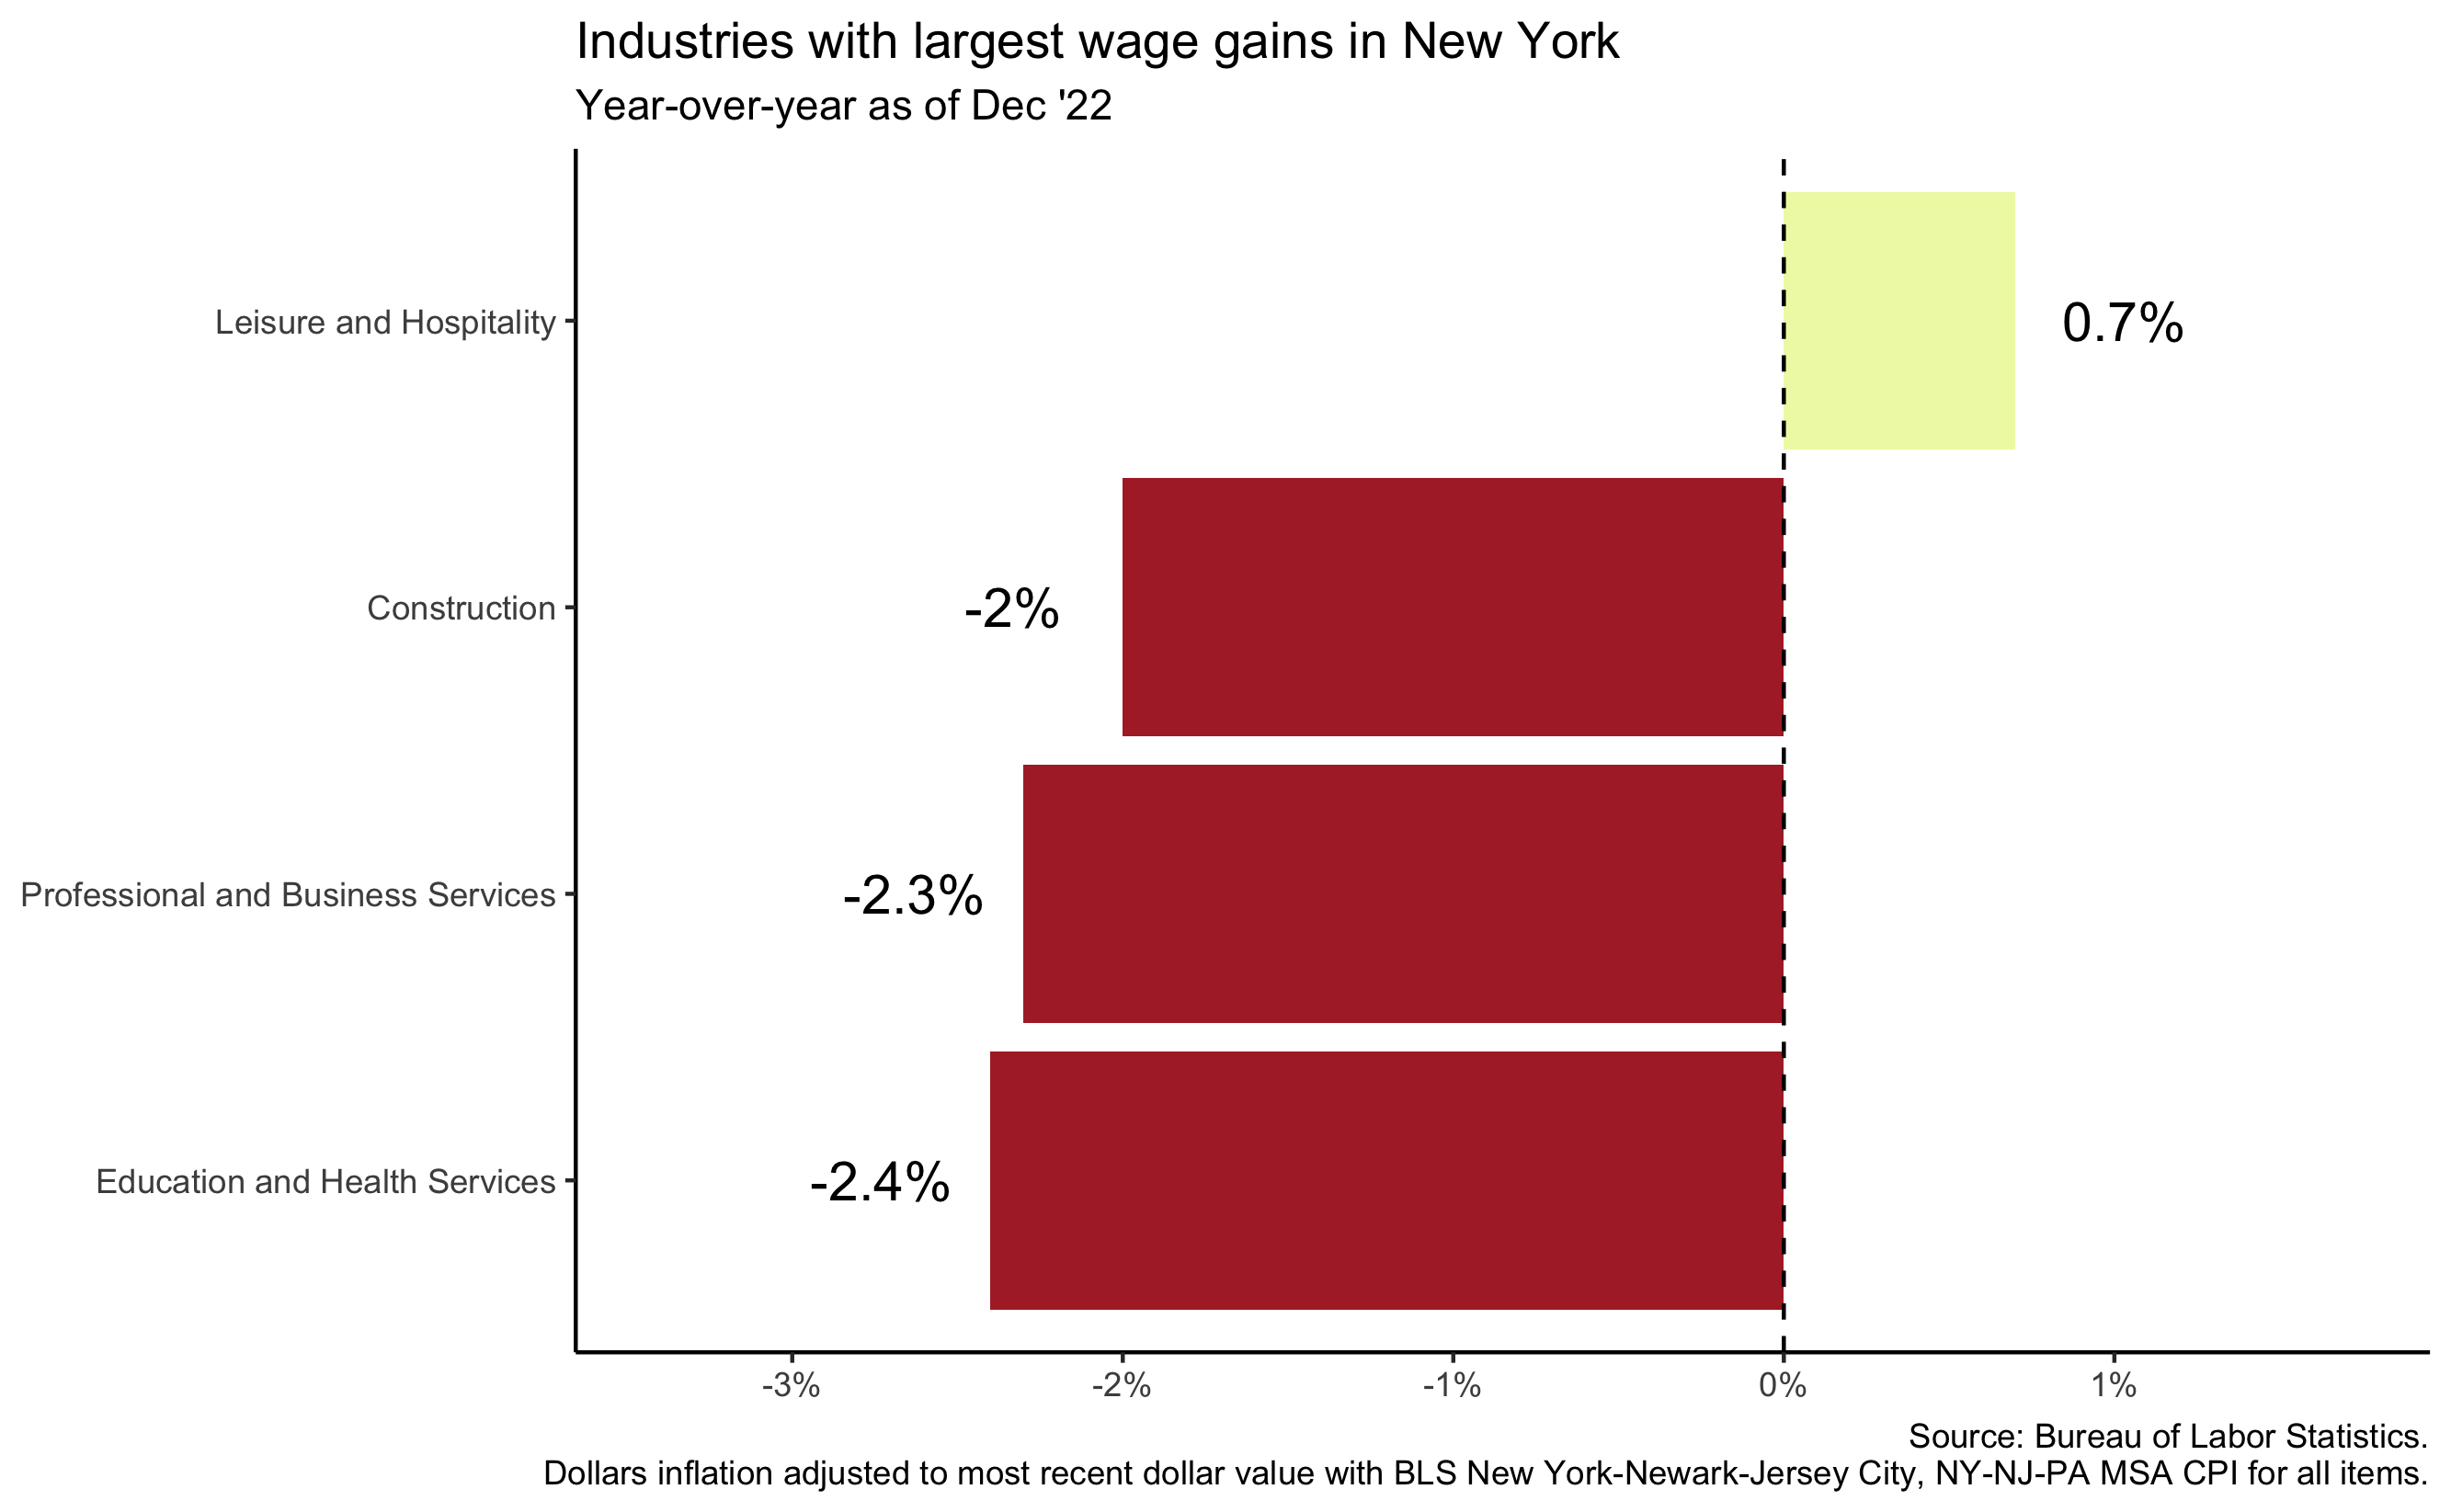 Industries with largest wage gains in New York
Year-over-year as of Dec '22
Leisure and Hospitality
0.7%
Construction
-2%
Professional and Business Services
-2.3%
Education and Health Services
-2.4%
-3%
-2%
-1%
0%
1%
Source: Bureau of Labor Statistics.
Dollars inflation adjusted to most recent dollar value with BLS New York-Newark-Jersey City, NY-NJ-PA MSA CPI for all items.